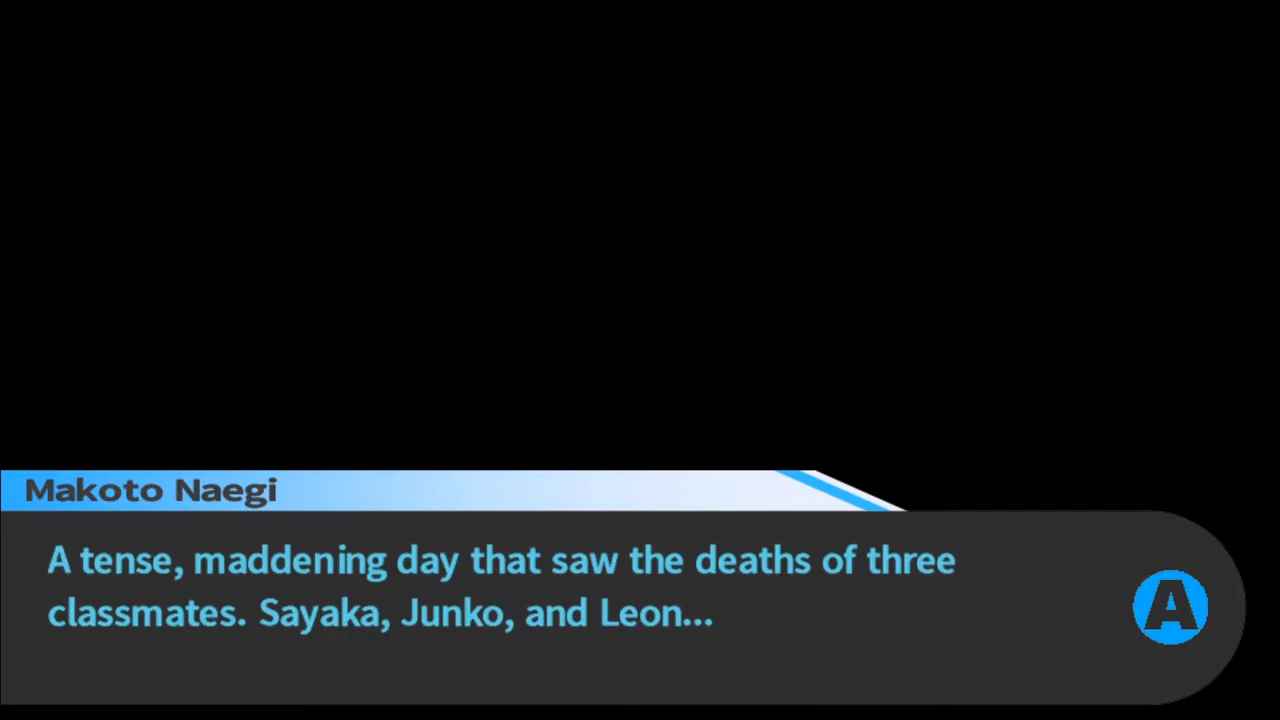 Makoto Naegi
A tense, maddening day that saw the deaths of three
classmates. Sayaka, Junko, and Leon...
A